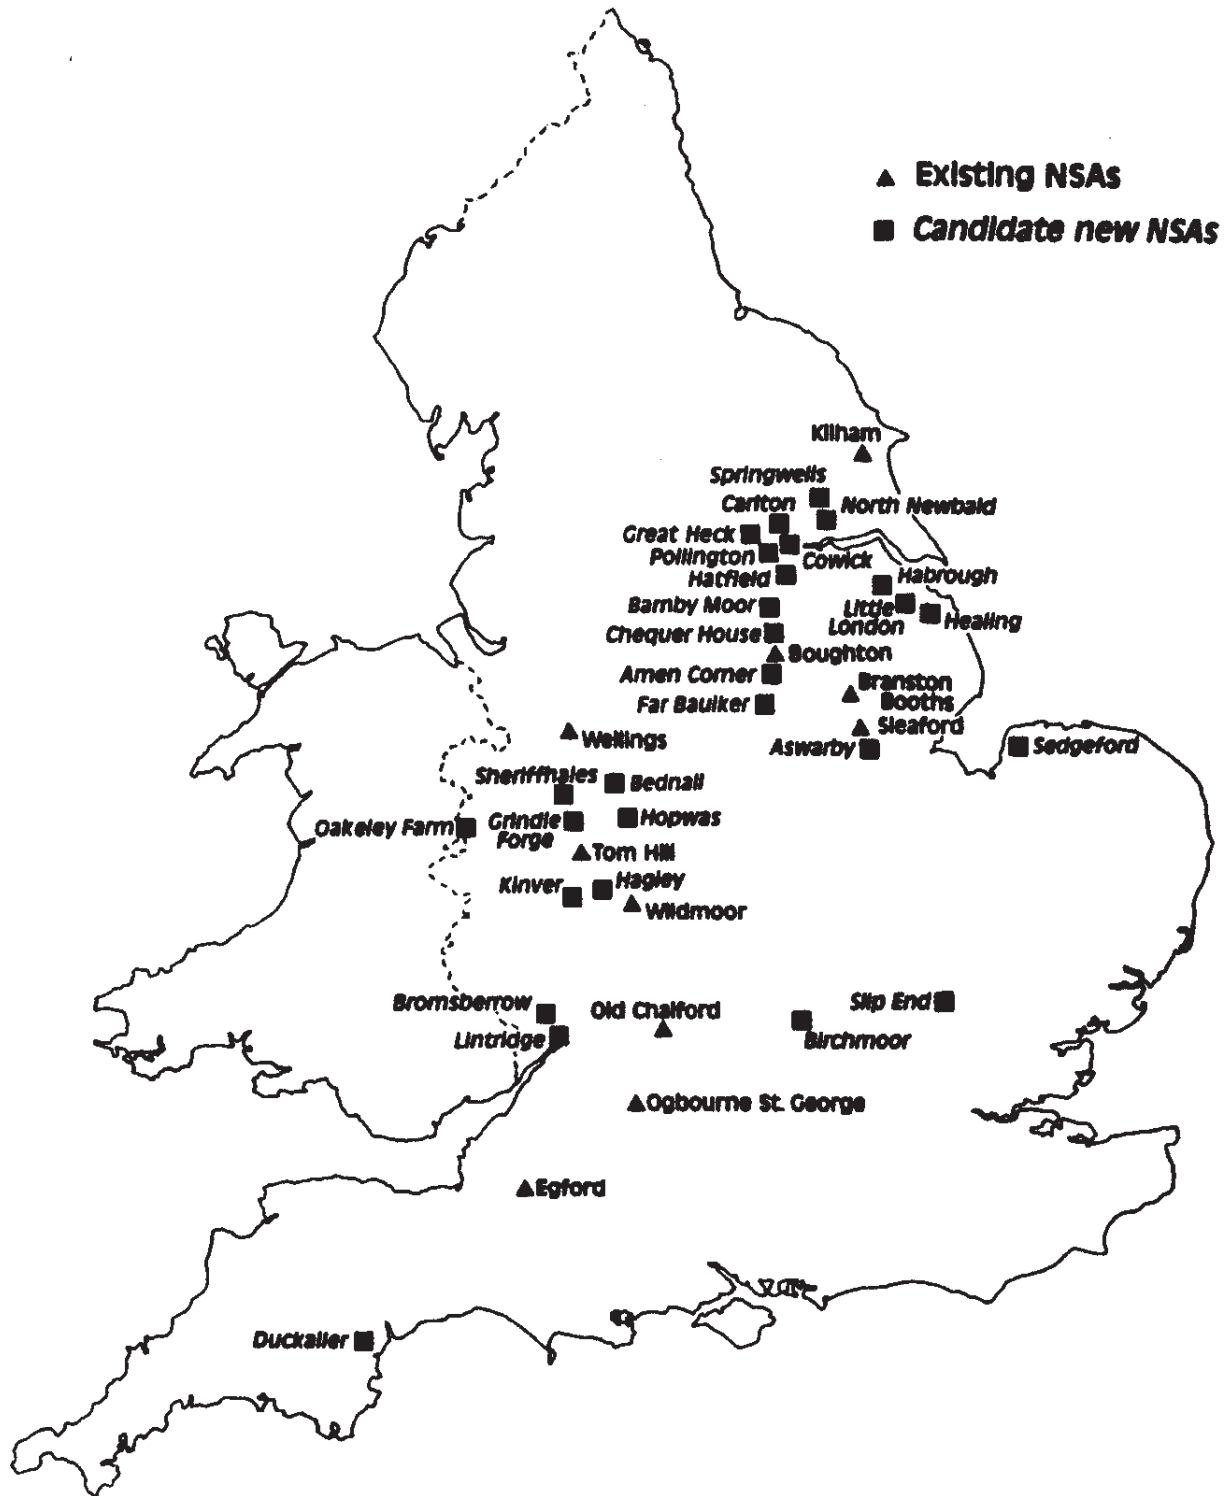 Existing NSAs
Candidate new NSAs
Kilham
Springwells
Carlton
North Newbald
Great Heck
Pollington
Cowick
Hatfield
Habrough
Barnby Moor
Little
London
Healing
Chequer House
Boughton
Amen Corner
Branston
Booths
Far Baulker
Sleaford
Wellings
Aswarby
Sedgeford
Sheriffhales
Bednall
Oakeley Farm
Grindle
Forge
Hopwas
Tom Hill
Kinver
Hagley
Wildmoor
Bromsberrow
Old Chalford
Slip End
Lintridge
Birchmoor
Ogbourne St. George
Egford
Duckaller